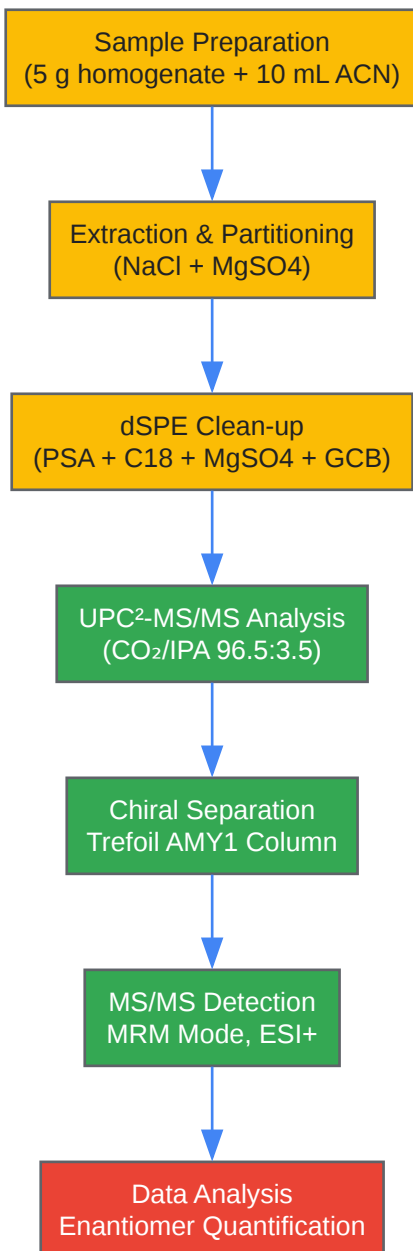 Sample Preparation
(5 g homogenate + 10 mL ACN)
Extraction & Partitioning
(NaCl + MgSO4)
dSPE Clean-up
(PSA + C18 + MgSO4 + GCB)
UPC²-MS/MS Analysis
(CO₂/IPA 96.5:3.5)
Chiral Separation
Trefoil AMY1 Column
MS/MS Detection
MRM Mode, ESI+
Data Analysis
Enantiomer Quantification